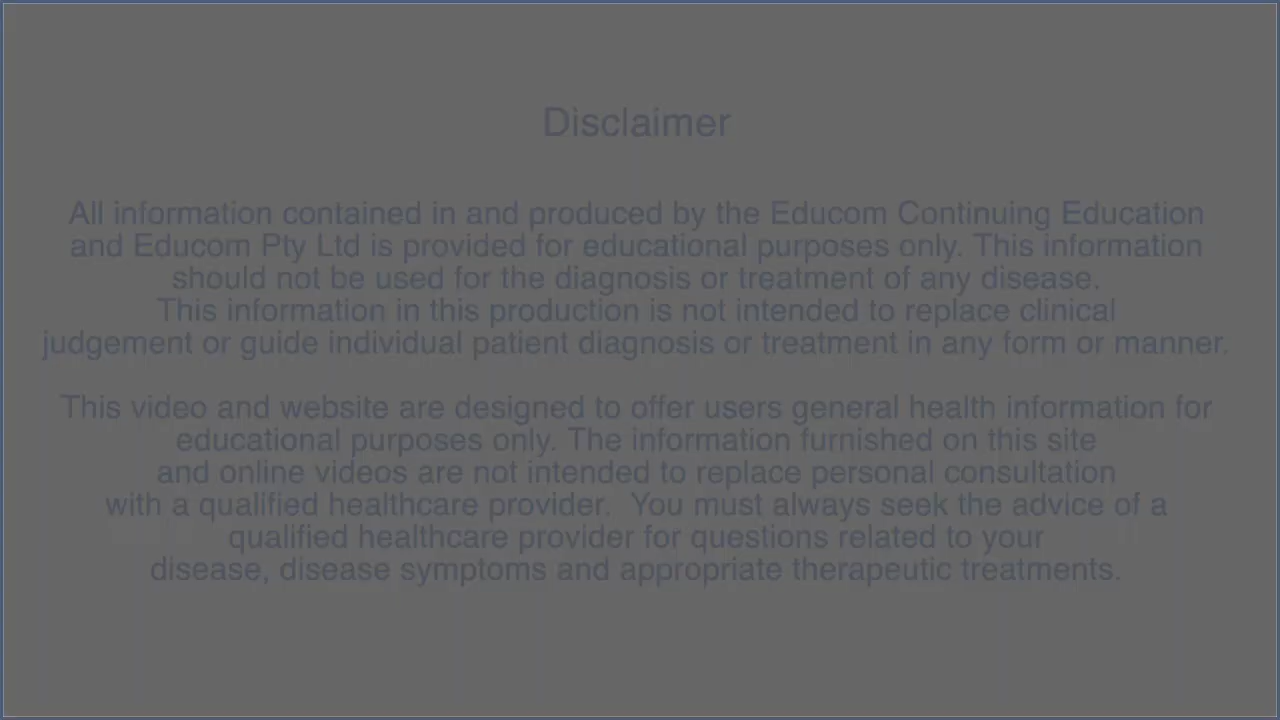 Disclaimer
All information contained in and produced by the Educom Continuing Education
and Educom Pty Ltd is provided for educational purposes only. This information
should not be used for the diagnosis or treatment of any disease.
This information in this production is not intended to replace clinical
judgement or guide individual patient diagnosis or treatment in any form or manner.
This video and website are designed to offer users general health information for
educational purposes only. The information furnished on this site
and online videos are not intended to replace personal consultation
with a qualified healthcare provider. You must always seek the advice of a
qualified healthcare provider for questions related to your
disease, disease symptoms and appropriate therapeutic treatments.